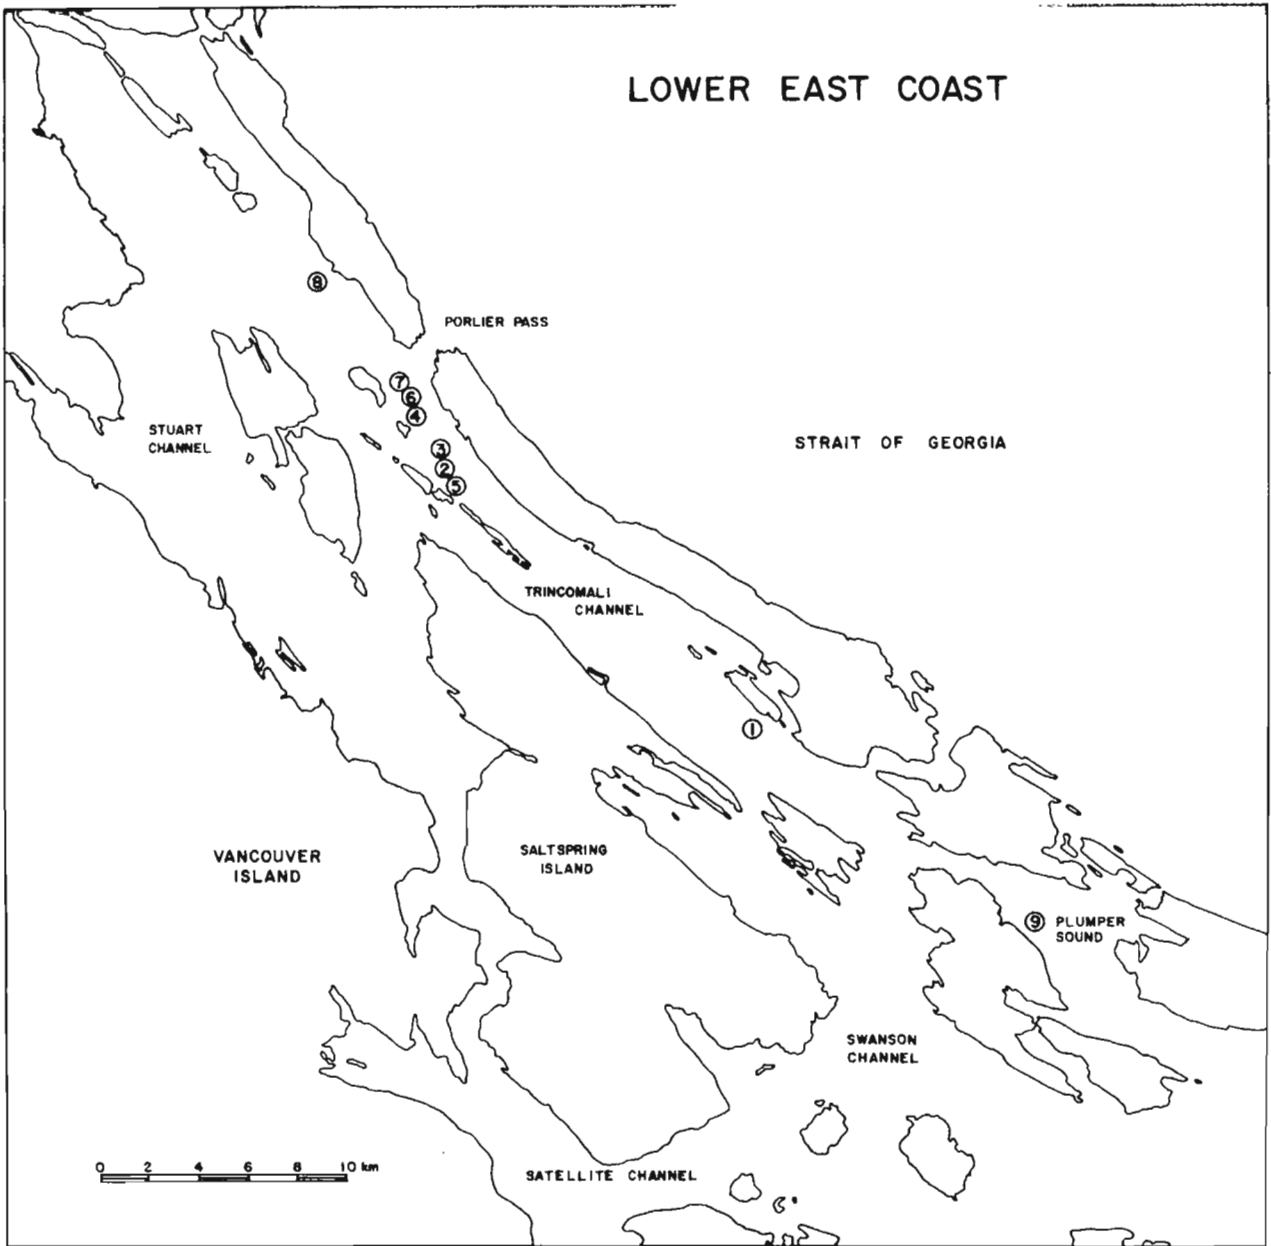 LOWER EAST COAST
8
PORLIER PASS
7
6
4
STUART
CHANNEL
STRAIT OF GEORGIA
3
2
5
TRINCOMALI
CHANNEL
1
VANCOUVER
ISLAND
SALTSPRING
ISLAND
9 PLUMPER
SOUND
SWANSON
CHANNEL
0 2 4 6 8 10 km
SATELLITE CHANNEL